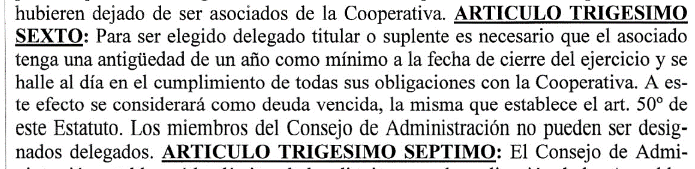 hubieren dejado de ser asociados de la Cooperativa. ARTICULO TRIGESIMO
SEXTO: Para ser elegido delegado titular o suplente es necesario que el asociado
tenga una antigüedad de un año como mínimo a la fecha de cierre del ejercicio y se
halle al día en el cumplimiento de todas sus obligaciones con la Cooperativa. A es-
te efecto se considerará como deuda vencida, la misma que establece el art. 50º de
este Estatuto. Los miembros del Consejo de Administración no pueden ser desig-
nados delegados. ARTICULO TRIGESIMO SEPTIMO: El Consejo de Admi-